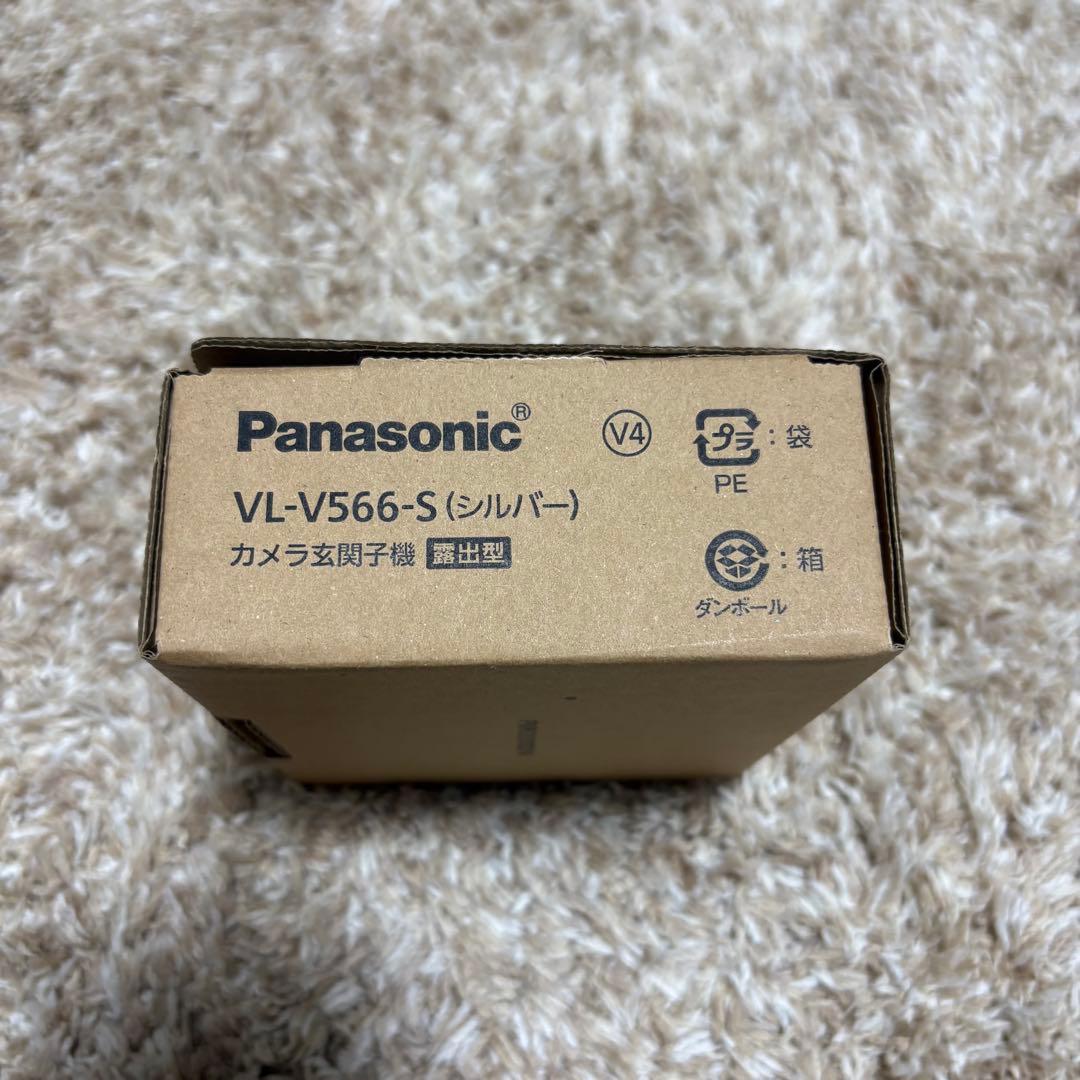 Panasonic®
V4
プラ : 袋
PE
VL-V566-S(シルバー)
カメラ玄関子機 露出型
: 箱
ダンボール